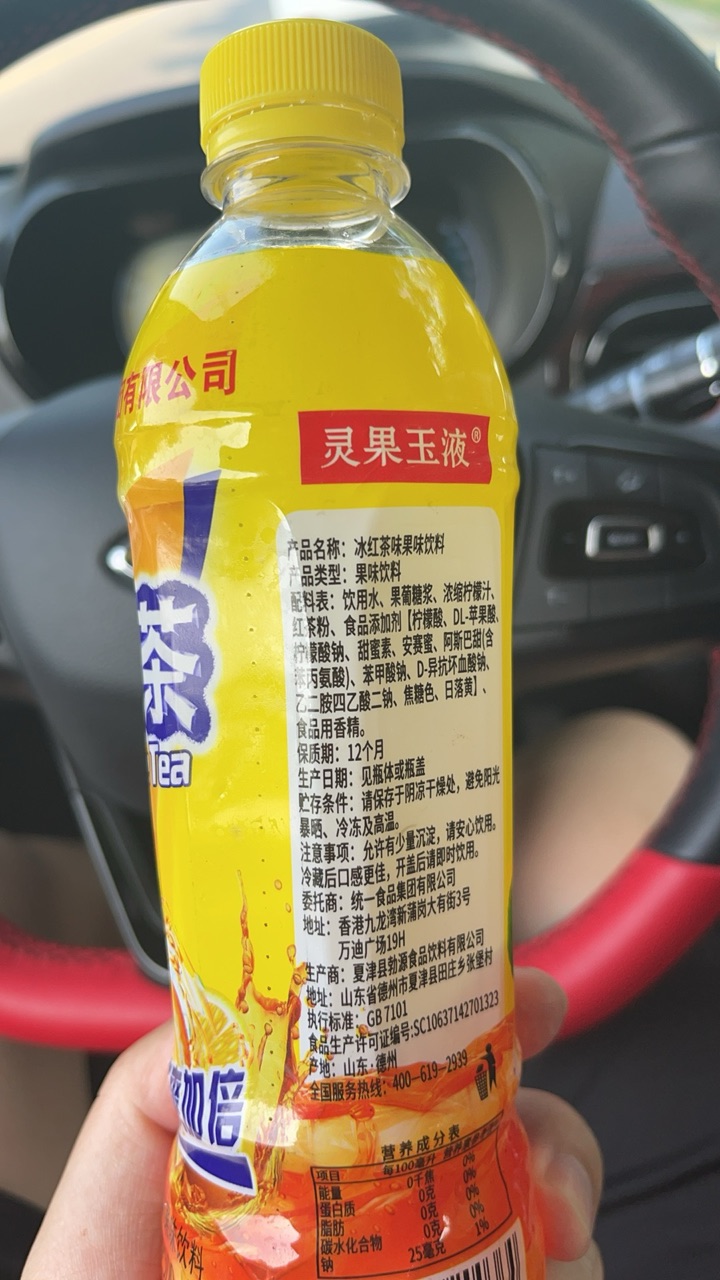 有限公司
灵果玉液®
茶
Tea
产品名称：冰红茶味果味饮料
产品类型：果味饮料
配料表：饮用水、果葡糖浆、浓缩柠檬汁、
红茶粉、食品添加剂【柠檬酸、DL-苹果酸、
柠檬酸钠、甜蜜素、安赛蜜、阿斯巴甜(含
苯丙氨酸)、苯甲酸钠、D-异抗坏血酸钠、
乙二胺四乙酸二钠、焦糖色、日落黄】、
食品用香精。
保质期：12个月
生产日期：见瓶体或瓶盖
贮存条件：请保存于阴凉干燥处，避免阳光
暴晒、冷冻及高温。
注意事项：允许有少量沉淀，请安心饮用。
冷藏后口感更佳，开盖后请即时饮用。
委托商：统一食品集团有限公司
地址：香港九龙湾新蒲岗大有街3号
万迪广场19H
生产商：夏津县勃源食品饮料有限公司
地址：山东省德州市夏津县田庄乡张堡村
执行标准：GB 7101
食品生产许可证编号:SC10637142701323
产地：山东·德州
全国服务热线：400-619-2939
加倍
营养成分表
项目 每100毫升
能量 0千焦 0%
蛋白质 0克 0%
脂肪 0克 0%
碳水化合物 0克 0%
钠 25毫克 1%
饮料